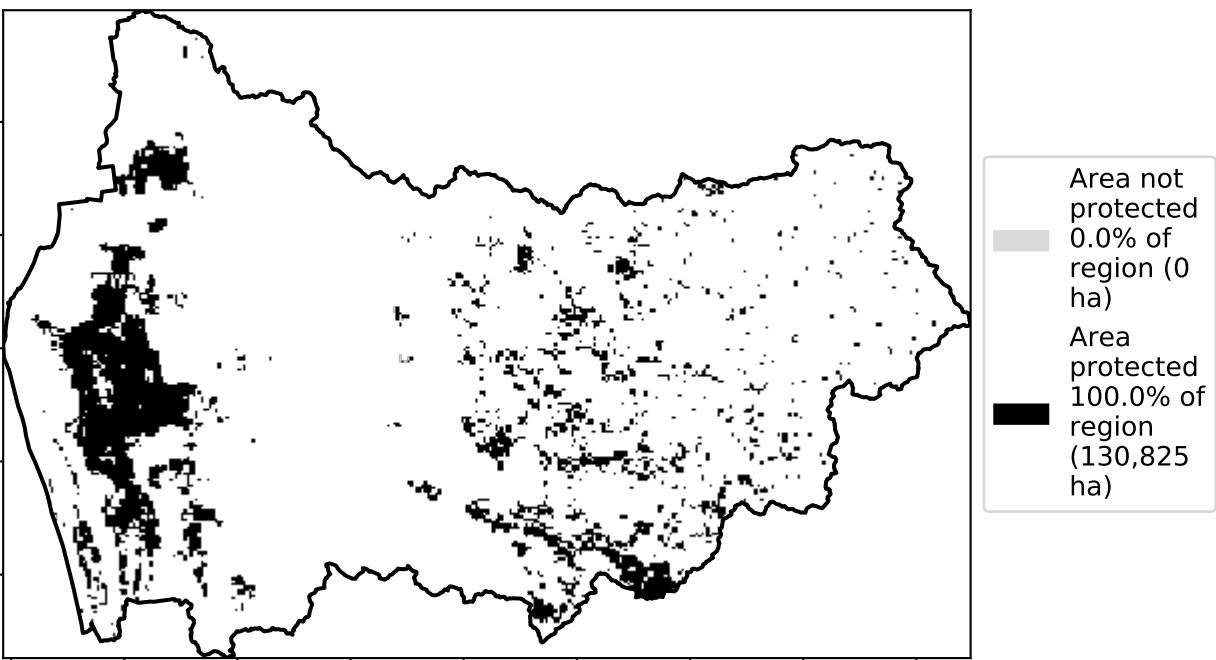 Area not
protected
0.0% of
region (0
ha)
Area
protected
100.0% of
region
(130,825
ha)